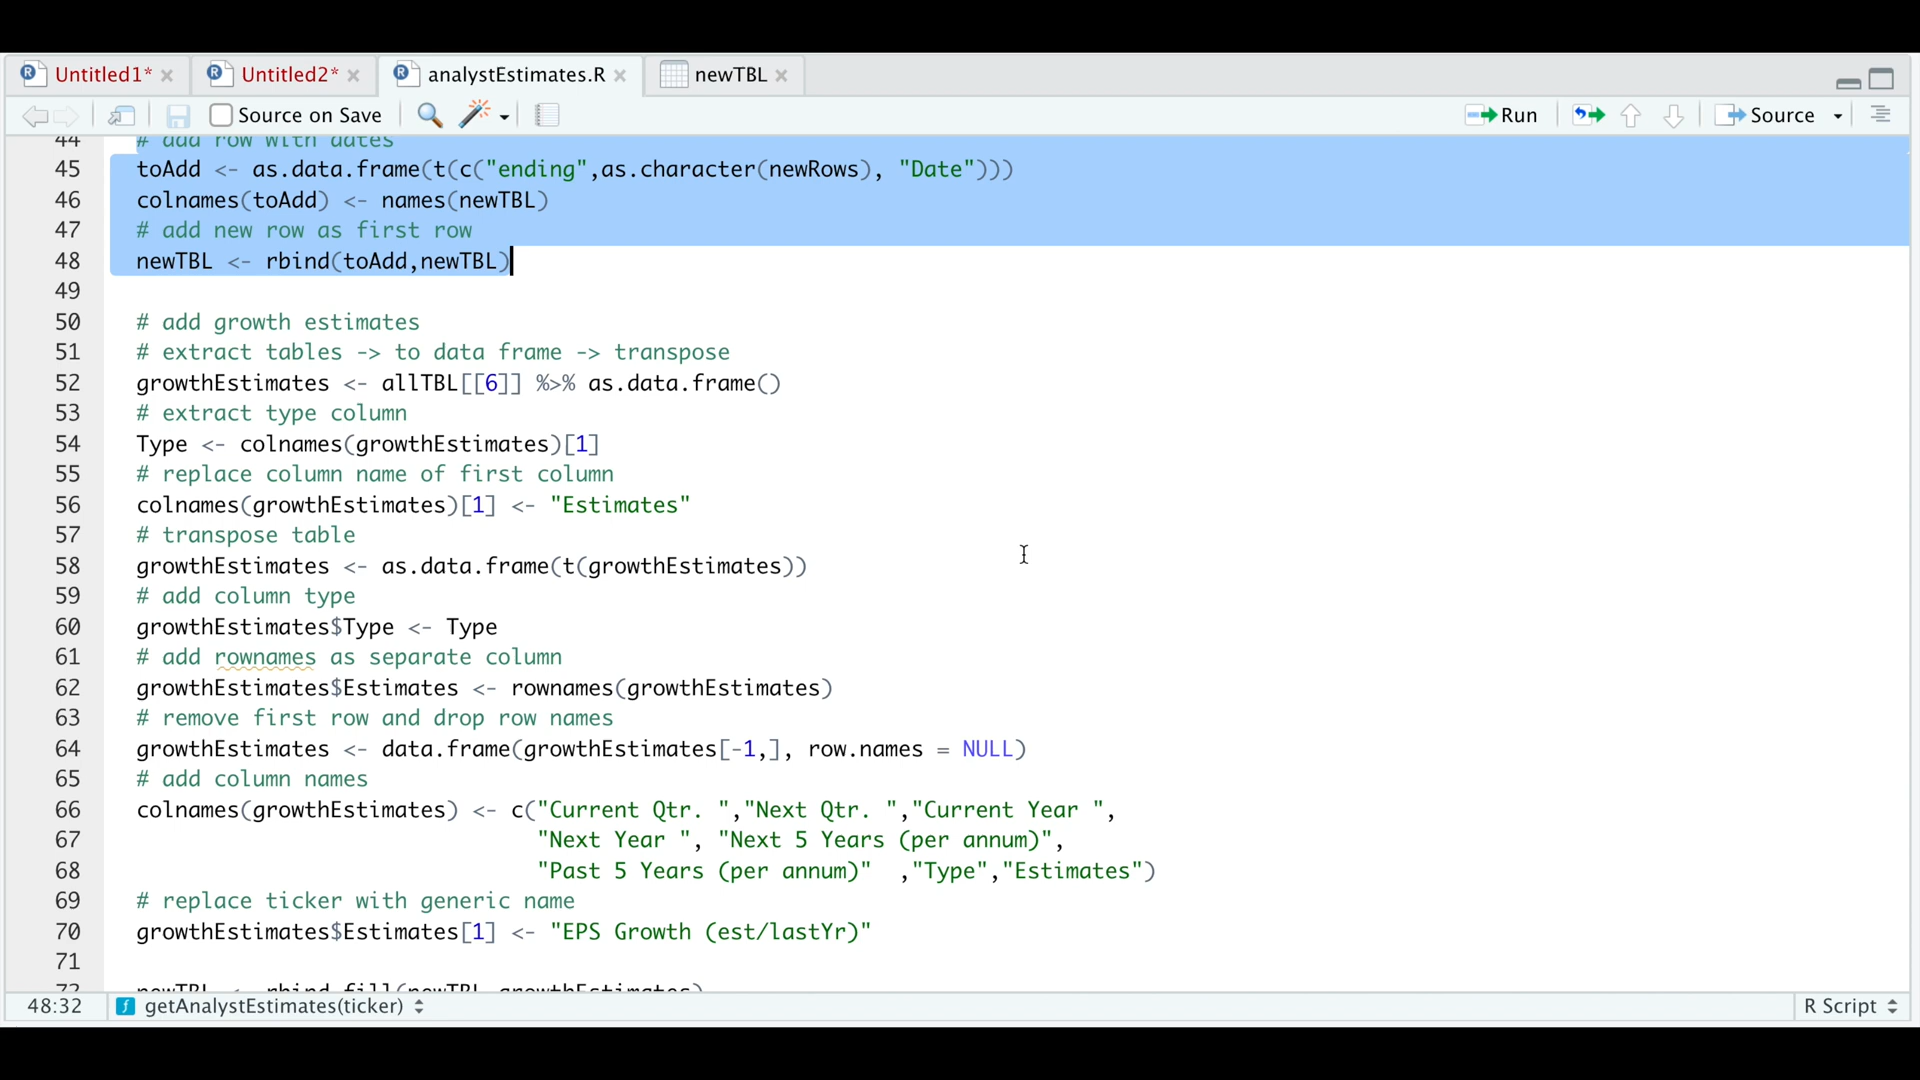 Untitled1* Untitled2* analystEstimates.R newTBL
Source on Save Run Source
44 # add row with dates
45 toAdd <- as.data.frame(t(c("ending",as.character(newRows), "Date")))
46 colnames(toAdd) <- names(newTBL)
47 # add new row as first row
48 newTBL <- rbind(toAdd,newTBL)
49
50 # add growth estimates
51 # extract tables -> to data frame -> transpose
52 growthEstimates <- allTBL[[6]] %>% as.data.frame()
53 # extract type column
54 Type <- colnames(growthEstimates)[1]
55 # replace column name of first column
56 colnames(growthEstimates)[1] <- "Estimates"
57 # transpose table
58 growthEstimates <- as.data.frame(t(growthEstimates))
59 # add column type
60 growthEstimates$Type <- Type
61 # add rownames as separate column
62 growthEstimates$Estimates <- rownames(growthEstimates)
63 # remove first row and drop row names
64 growthEstimates <- data.frame(growthEstimates[-1,], row.names = NULL)
65 # add column names
66 colnames(growthEstimates) <- c("Current Qtr. ","Next Qtr. ","Current Year ",
67 "Next Year ", "Next 5 Years (per annum)",
68 "Past 5 Years (per annum)" ,"Type","Estimates")
69 # replace ticker with generic name
70 growthEstimates$Estimates[1] <- "EPS Growth (est/lastYr)"
71
72 newTBL <- rbind.fill(newTBL,growthEstimates)
48:32 getAnalystEstimates(ticker) R Script